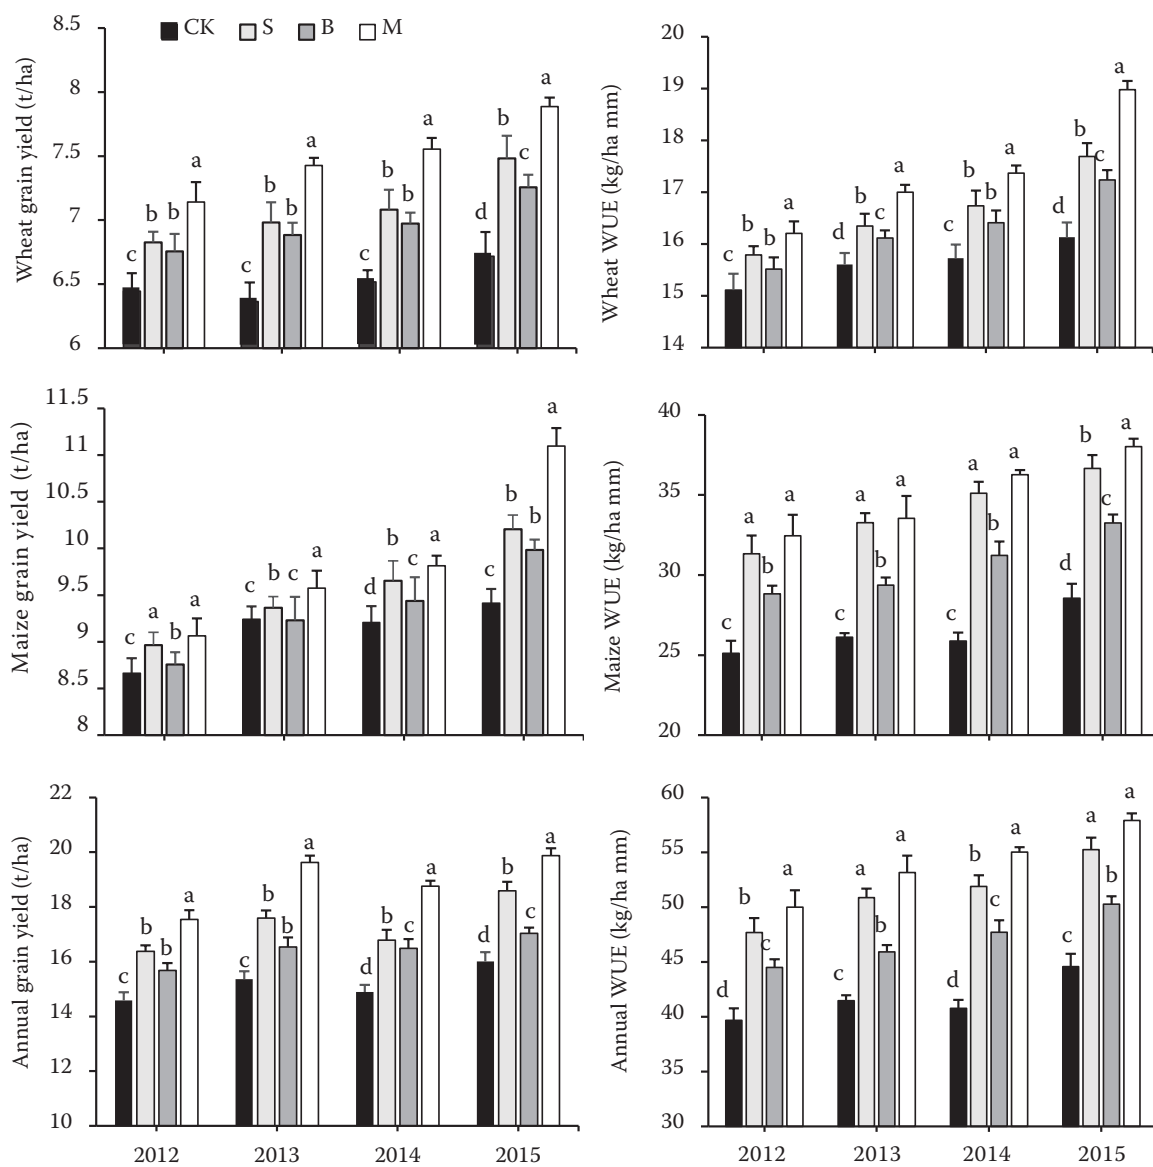 CK S B M
Wheat grain yield (t/ha)
8.5
8
7.5
7
6.5
6
c b b a
c b b a
c b b a
d b c a
Wheat WUE (kg/ha mm)
20
19
18
17
16
15
14
c b b a
d b c a
c b b a
d b c a
Maize grain yield (t/ha)
11.5
11
10.5
10
9.5
9
8.5
8
c a b a
c b c a
d b c a
c b b a
Maize WUE (kg/ha mm)
40
35
30
25
20
c a b a
c a b a
c a b a
d b c a
Annual grain yield (t/ha)
22
20
18
16
14
12
10
c b b a
c b b a
d b c a
d b c a
2012 2013 2014 2015
Annual WUE (kg/ha mm)
60
55
50
45
40
35
30
d b c a
c a b a
d b c a
c a b a
2012 2013 2014 2015